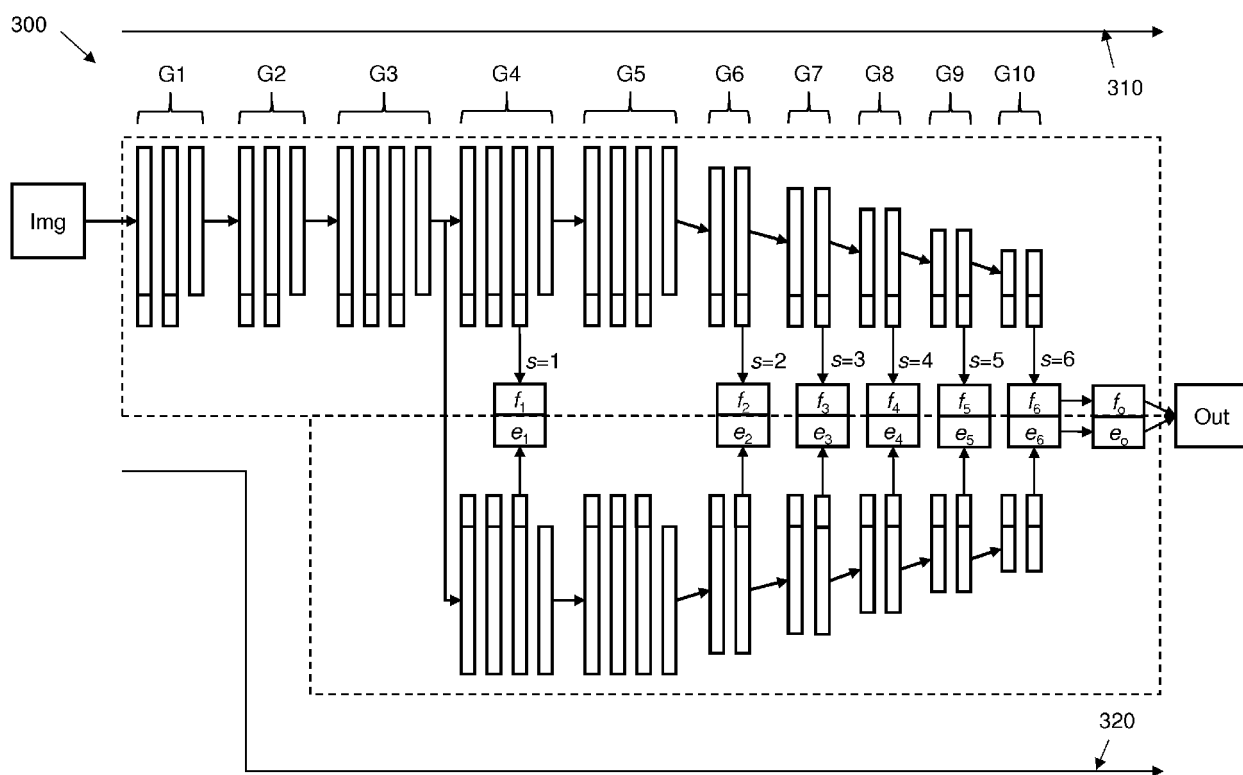 300
310
G1 G2 G3 G4 G5 G6 G7 G8 G9 G10
Img
s=1 s=2 s=3 s=4 s=5 s=6
f₁ f₂ f₃ f₄ f₅ f₆ fₒ
e₁ e₂ e₃ e₄ e₅ e₆ eₒ
Out
320